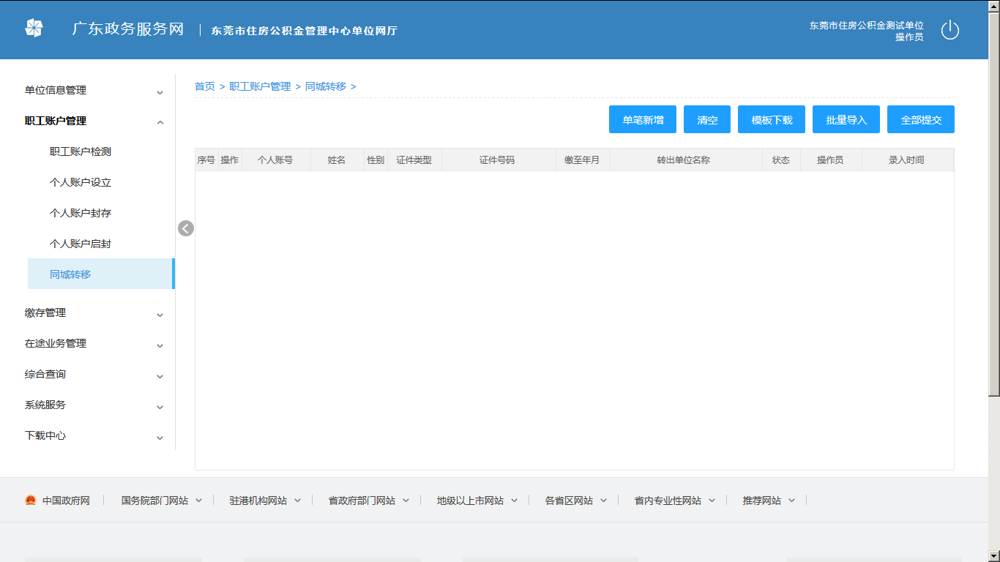 广东政务服务网 | 东莞市住房公积金管理中心单位网厅
东莞市住房公积金测试单位
操作员
单位信息管理
职工账户管理
职工账户检测
个人账户设立
个人账户封存
个人账户启封
同城转移
缴存管理
在途业务管理
综合查询
系统服务
下载中心
首页 > 职工账户管理 > 同城转移 >
单笔新增 清空 模板下载 批量导入 全部提交
序号 操作 个人账号 姓名 性别 证件类型 证件号码 缴至年月 转出单位名称 状态 操作员 录入时间
中国政府网 国务院部门网站 驻港机构网站 省政府部门网站 地级以上市网站 各省区网站 省内专业性网站 推荐网站